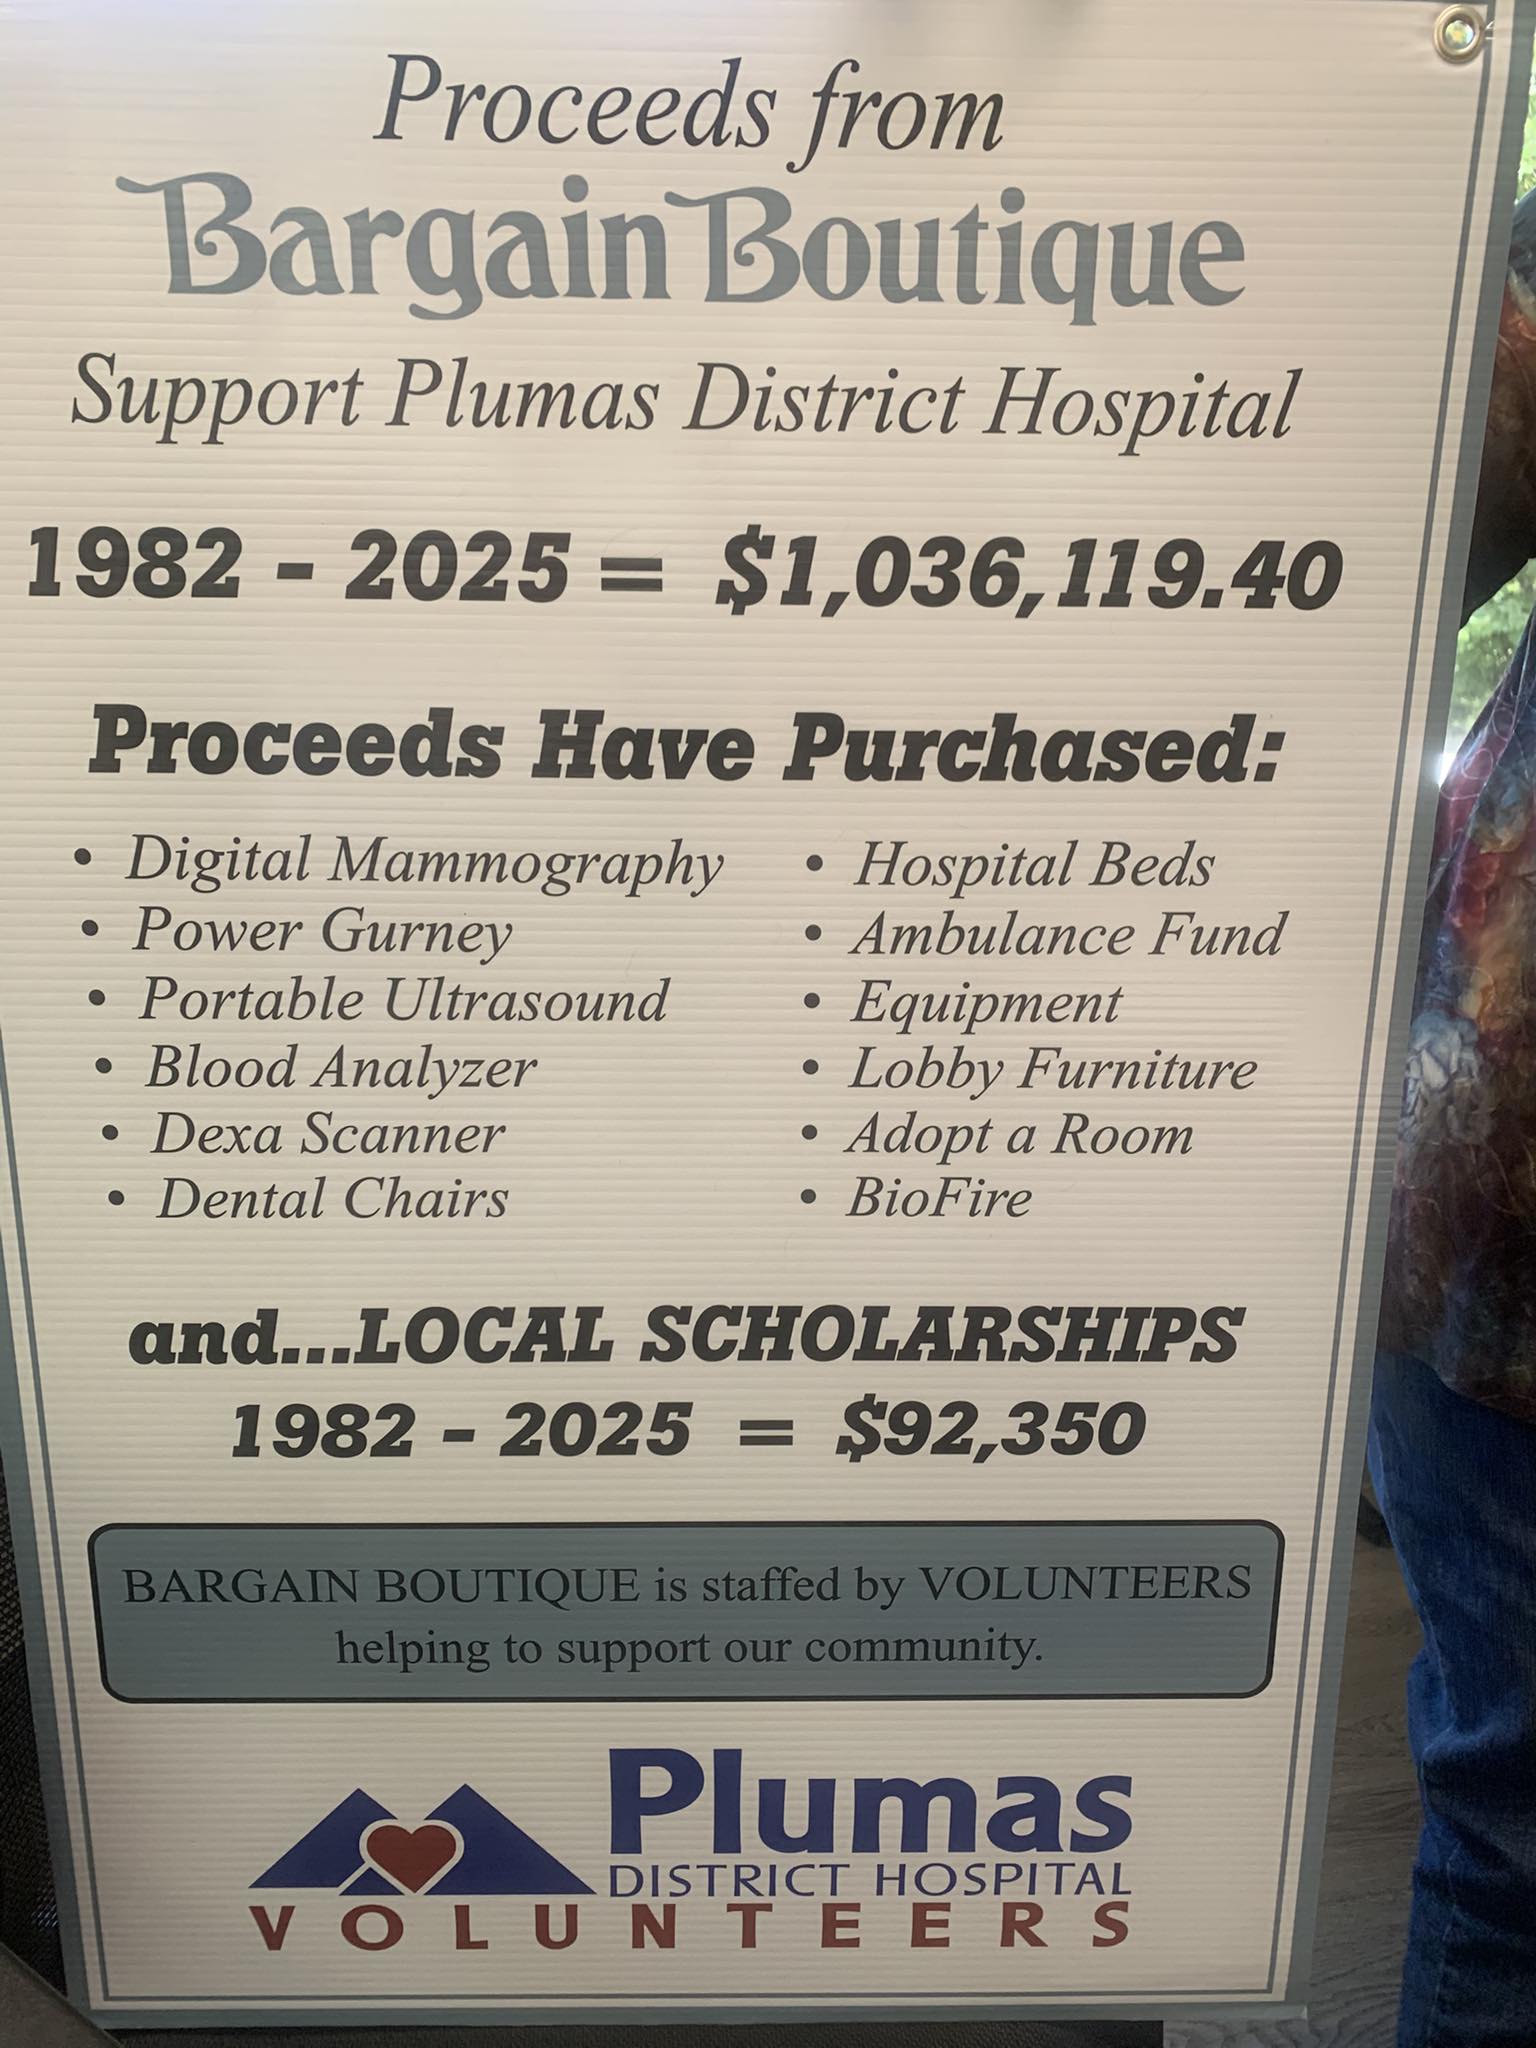 Proceeds from
Bargain Boutique
Support Plumas District Hospital
1982 - 2025 = $1,036,119.40
Proceeds Have Purchased:
• Digital Mammography
• Power Gurney
• Portable Ultrasound
• Blood Analyzer
• Dexa Scanner
• Dental Chairs
• Hospital Beds
• Ambulance Fund
• Equipment
• Lobby Furniture
• Adopt a Room
• BioFire
and...LOCAL SCHOLARSHIPS
1982 - 2025 = $92,350
BARGAIN BOUTIQUE is staffed by VOLUNTEERS
helping to support our community.
Plumas
DISTRICT HOSPITAL
VOLUNTEERS